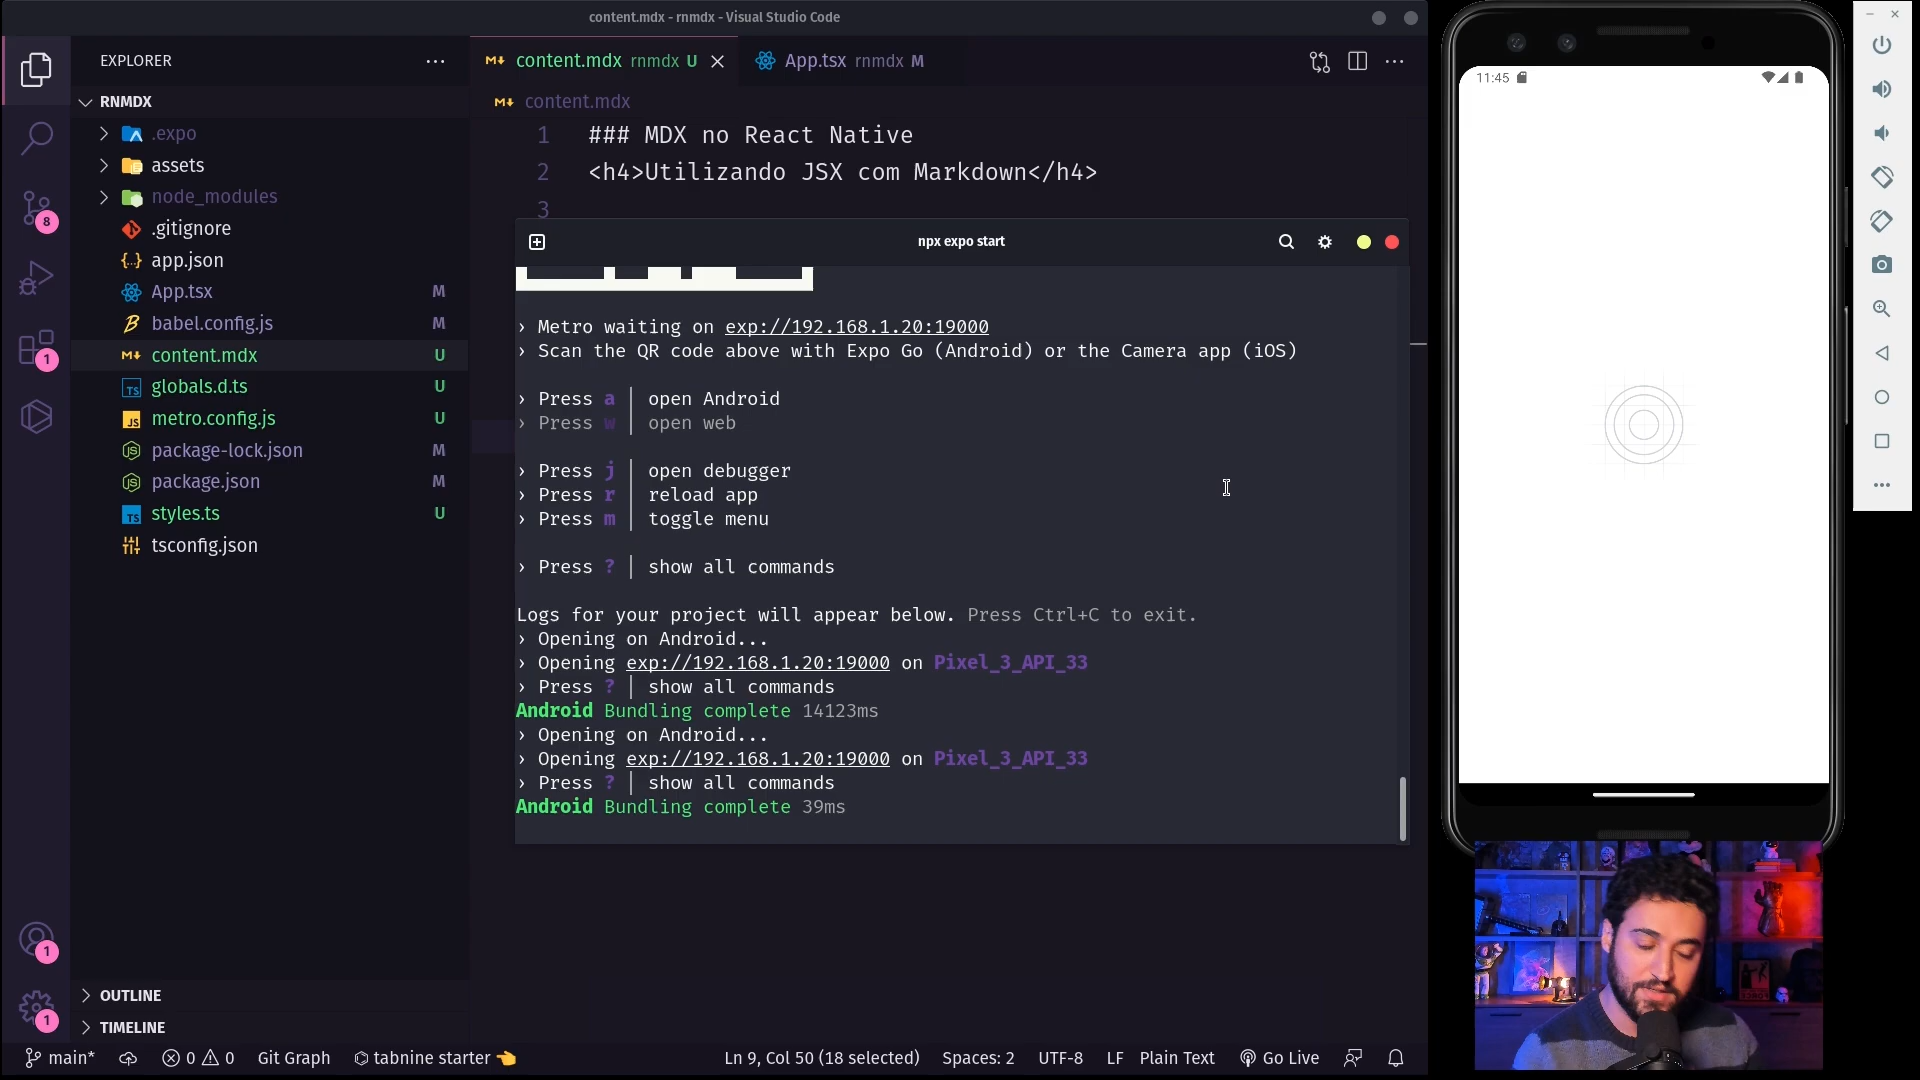 content.mdx - rnmdx - Visual Studio Code
EXPLORER
RNMDX
.expo
assets
node_modules
.gitignore
app.json
App.tsx M
babel.config.js M
content.mdx U
globals.d.ts U
metro.config.js U
package-lock.json M
package.json M
styles.ts U
tsconfig.json
OUTLINE
TIMELINE
8
1
1
1
content.mdx rnmdx U
App.tsx rnmdx M
content.mdx
1 ### MDX no React Native
2 <h4>Utilizando JSX com Markdown</h4>
3
npx expo start
› Metro waiting on exp://192.168.1.20:19000
› Scan the QR code above with Expo Go (Android) or the Camera app (iOS)
› Press a │ open Android
› Press w │ open web
› Press j │ open debugger
› Press r │ reload app
› Press m │ toggle menu
› Press ? │ show all commands
Logs for your project will appear below. Press Ctrl+C to exit.
› Opening on Android...
› Opening exp://192.168.1.20:19000 on Pixel_3_API_33
› Press ? │ show all commands
Android Bundling complete 14123ms
› Opening on Android...
› Opening exp://192.168.1.20:19000 on Pixel_3_API_33
› Press ? │ show all commands
Android Bundling complete 39ms
11:45
main* 0 0 Git Graph tabnine starter Ln 9, Col 50 (18 selected) Spaces: 2 UTF-8 LF Plain Text Go Live